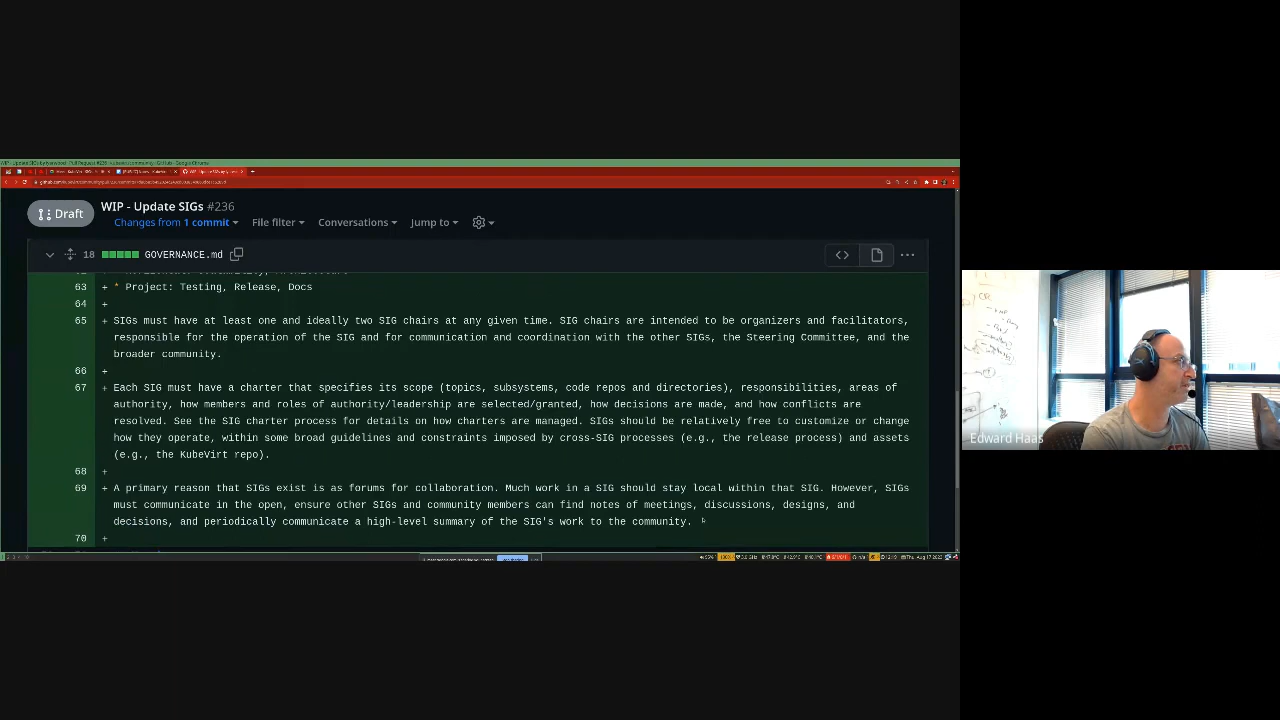 WIP - Update SIGs #236
Draft
Changes from 1 commit
File filter
Conversations
Jump to
18
GOVERNANCE.md
63 + * Project: Testing, Release, Docs
64 +
65 + SIGs must have at least one and ideally two SIG chairs at any given time. SIG chairs are intended to be organizers and facilitators,
responsible for the operation of the SIG and for communication and coordination with the other SIGs, the Steering Committee, and the
broader community.
66 +
67 + Each SIG must have a charter that specifies its scope (topics, subsystems, code repos and directories), responsibilities, areas of
authority, how members and roles of authority/leadership are selected/granted, how decisions are made, and how conflicts are
resolved. See the SIG charter process for details on how charters are managed. SIGs should be relatively free to customize or change
how they operate, within some broad guidelines and constraints imposed by cross-SIG processes (e.g., the release process) and assets
(e.g., the KubeVirt repo).
68 +
69 + A primary reason that SIGs exist is as forums for collaboration. Much work in a SIG should stay local within that SIG. However, SIGs
must communicate in the open, ensure other SIGs and community members can find notes of meetings, discussions, designs, and
decisions, and periodically communicate a high-level summary of the SIG's work to the community.
70 +
Edward Haas